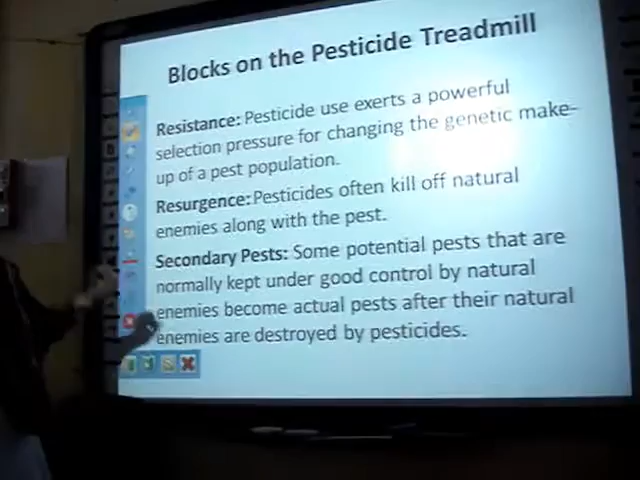 Blocks on the Pesticide Treadmill
Resistance: Pesticide use exerts a powerful
selection pressure for changing the genetic make-
up of a pest population.
Resurgence: Pesticides often kill off natural
enemies along with the pest.
Secondary Pests: Some potential pests that are
normally kept under good control by natural
enemies become actual pests after their natural
enemies are destroyed by pesticides.